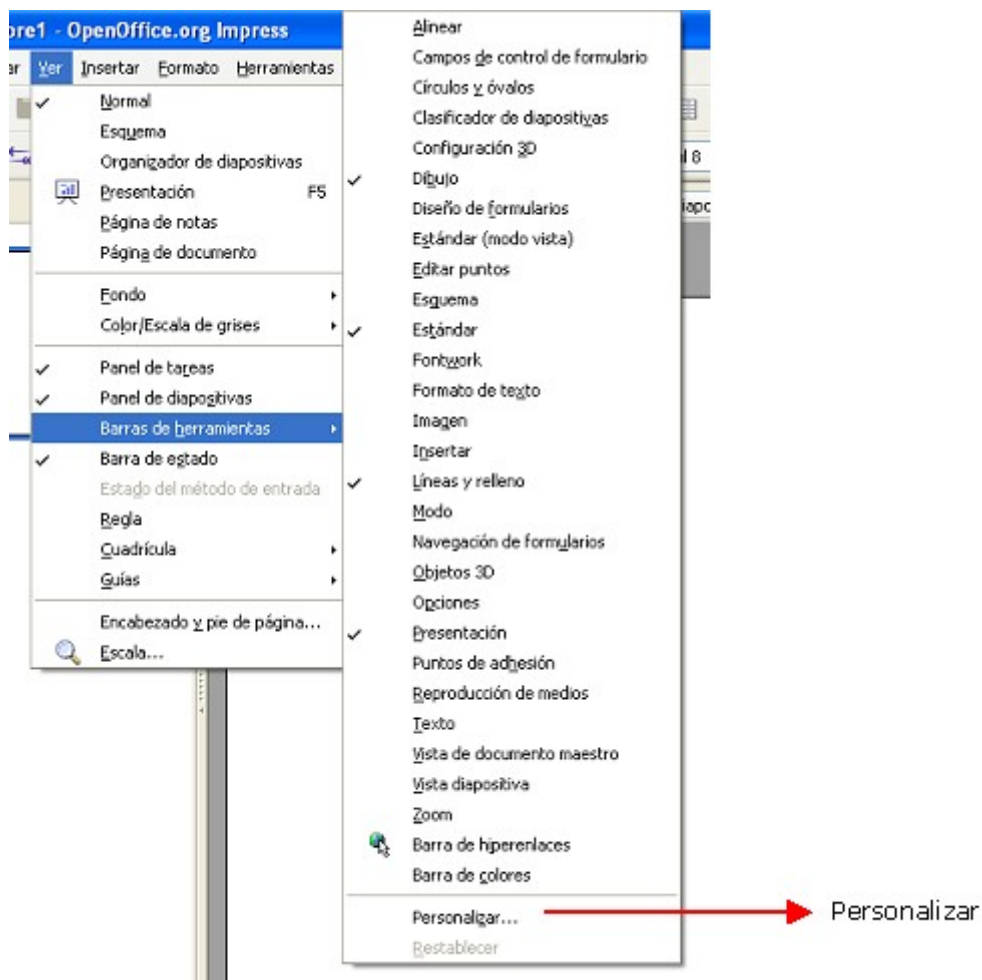 ore1 - OpenOffice.org Impress
ar Ver Insertar Formato Herramientas
Normal
Esquema
Organizador de diapositivas
Presentación F5
Página de notas
Página de documento
Fondo
Color/Escala de grises
Panel de tareas
Panel de diapositivas
Barras de herramientas
Barra de estado
Estado del método de entrada
Regla
Cuadrícula
Guías
Encabezado y pie de página...
Escala...
Alinear
Campos de control de formulario
Círculos y óvalos
Clasificador de diapositivas
Configuración 3D
Dibujo
Diseño de formularios
Estándar (modo vista)
Editar puntos
Esquema
Estándar
Fontwork
Formato de texto
Imagen
Insertar
Líneas y relleno
Modo
Navegación de formularios
Objetos 3D
Opciones
Presentación
Puntos de adhesión
Reproducción de medios
Texto
Vista de documento maestro
Vista diapositiva
Zoom
Barra de hiperenlaces
Barra de colores
Personalizar...
Restablecer
l 8
iapo
Personalizar